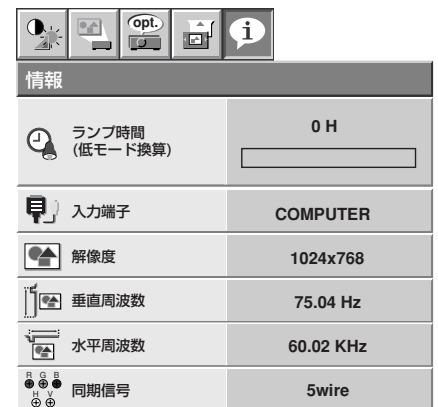 opt.
i
情報
ランプ時間
(低モード換算)
0 H
入力端子
COMPUTER
解像度
1024x768
垂直周波数
75.04 Hz
水平周波数
60.02 KHz
R G B
H V
同期信号
5wire